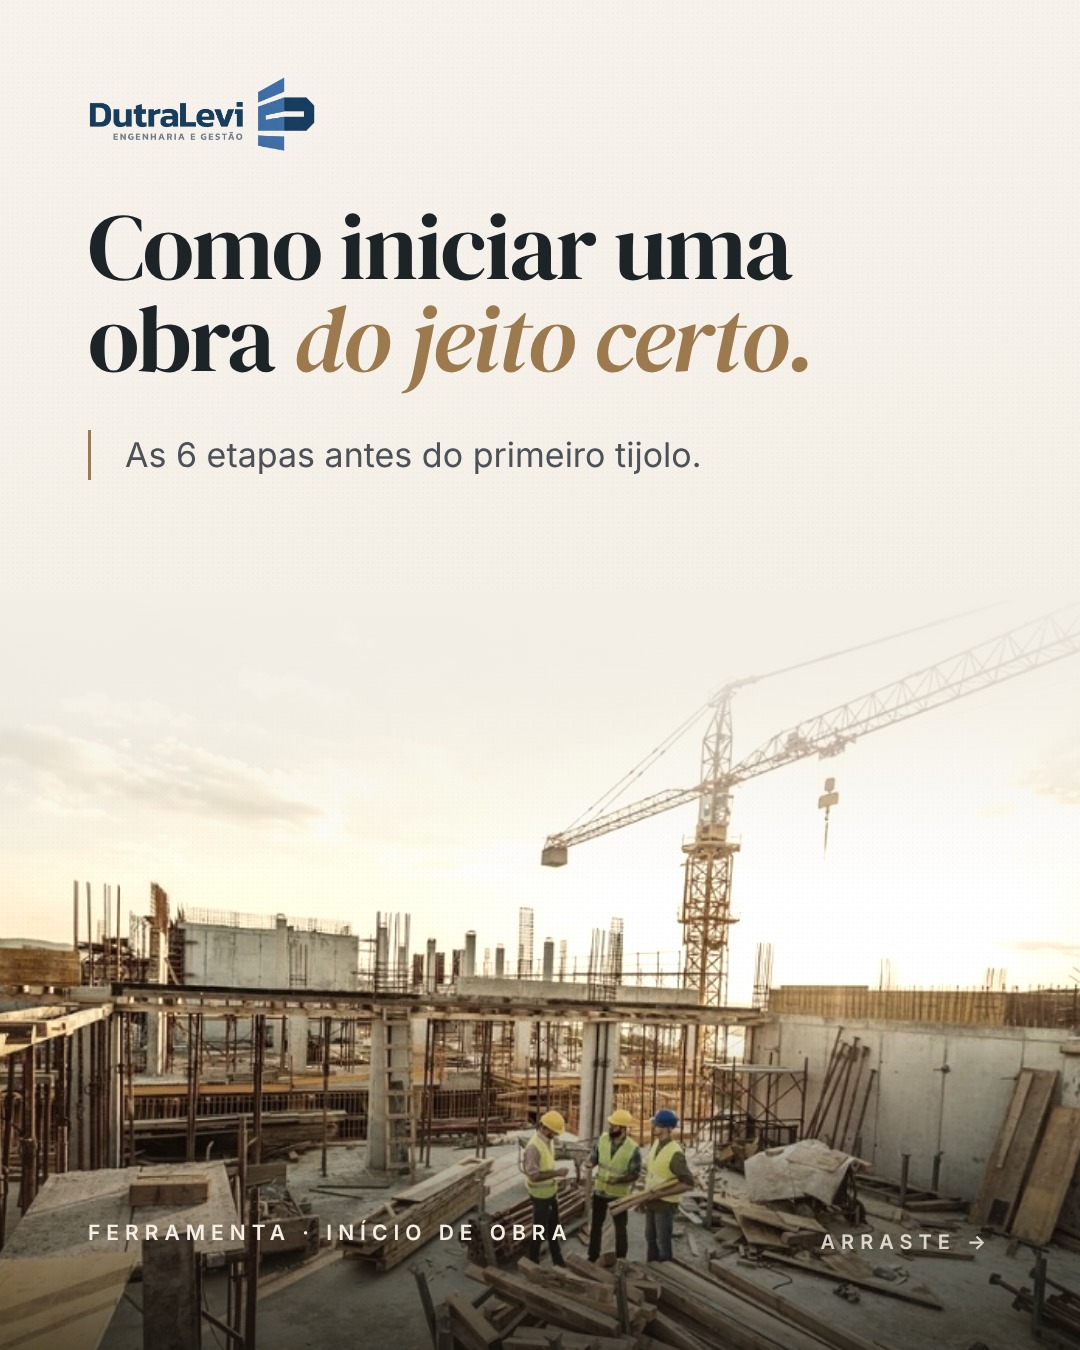 DutraLevi
ENGENHARIA E GESTÃO
Como iniciar uma
obra do jeito certo.
As 6 etapas antes do primeiro tijolo.
FERRAMENTA · INÍCIO DE OBRA
ARRASTE →